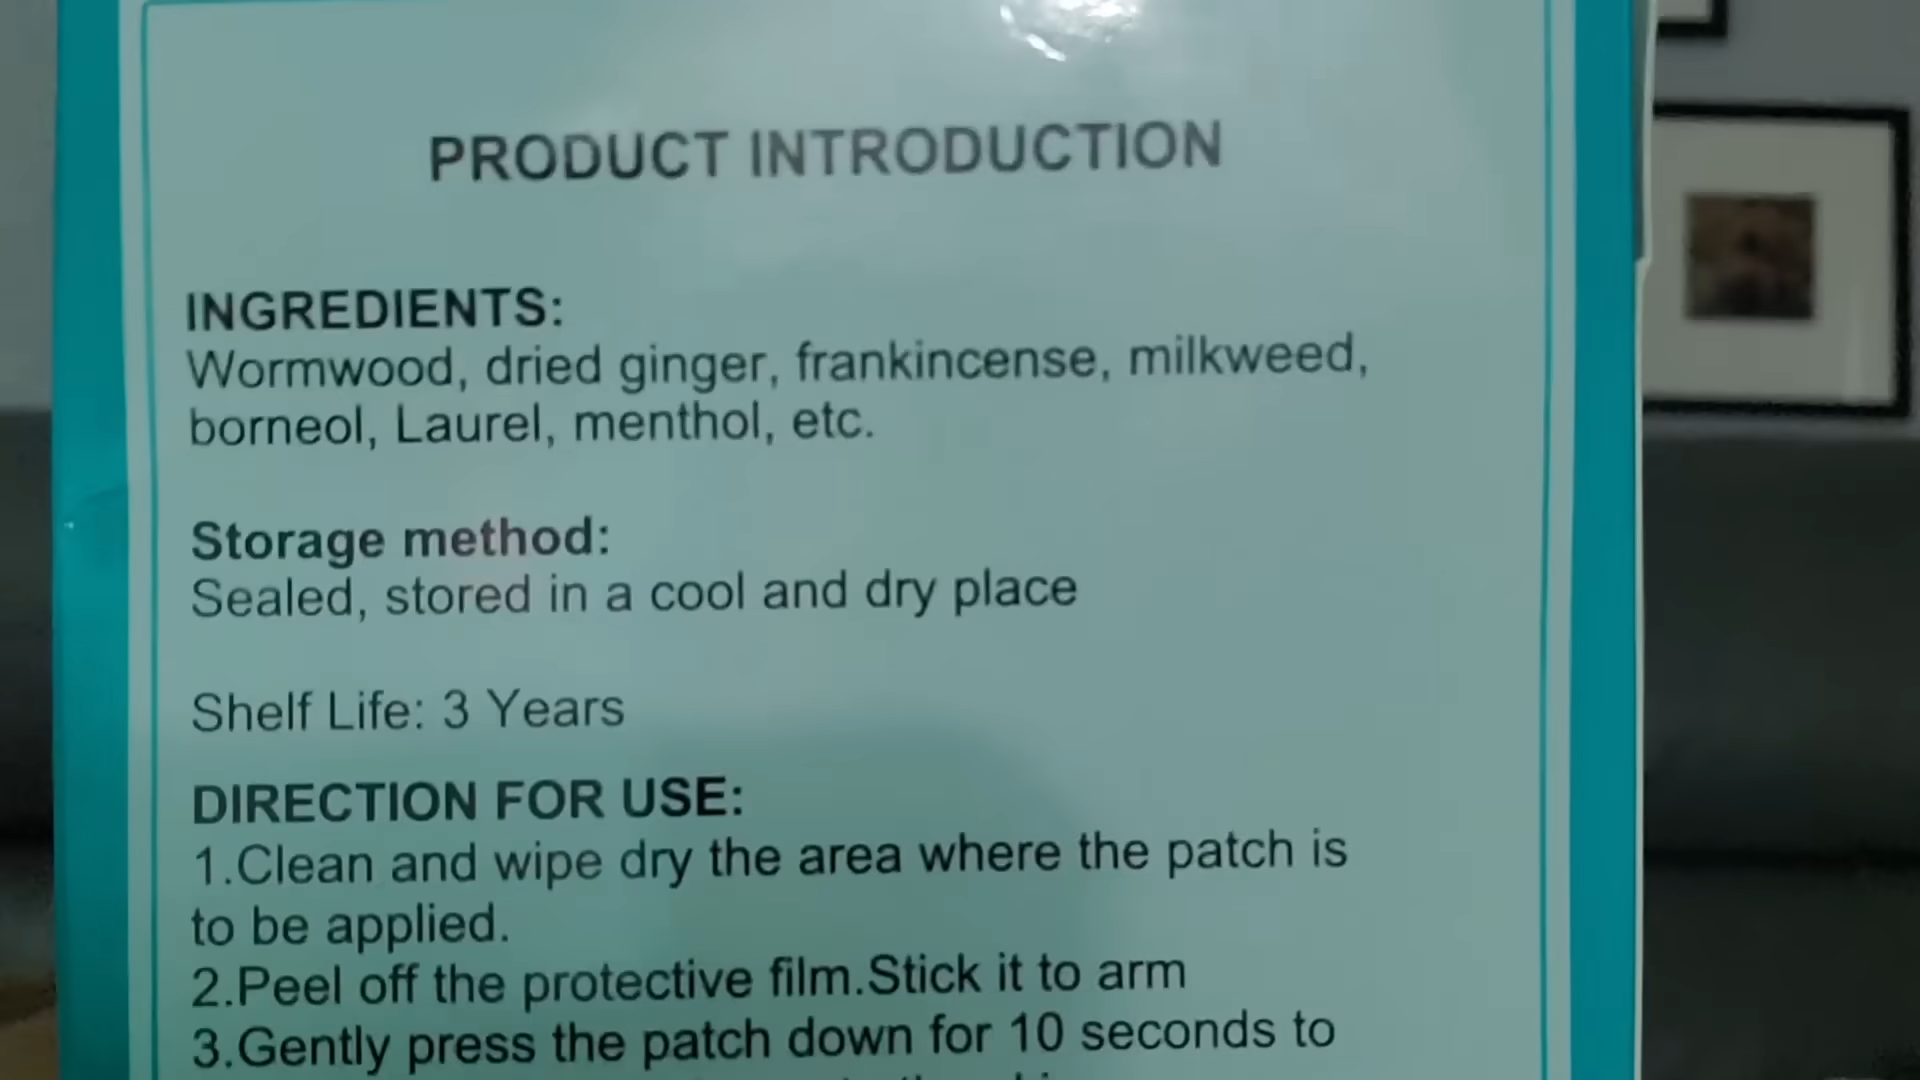 PRODUCT INTRODUCTION
INGREDIENTS:
Wormwood, dried ginger, frankincense, milkweed,
borneol, Laurel, menthol, etc.
Storage method:
Sealed, stored in a cool and dry place
Shelf Life: 3 Years
DIRECTION FOR USE:
1.Clean and wipe dry the area where the patch is
to be applied.
2.Peel off the protective film.Stick it to arm
3.Gently press the patch down for 10 seconds to